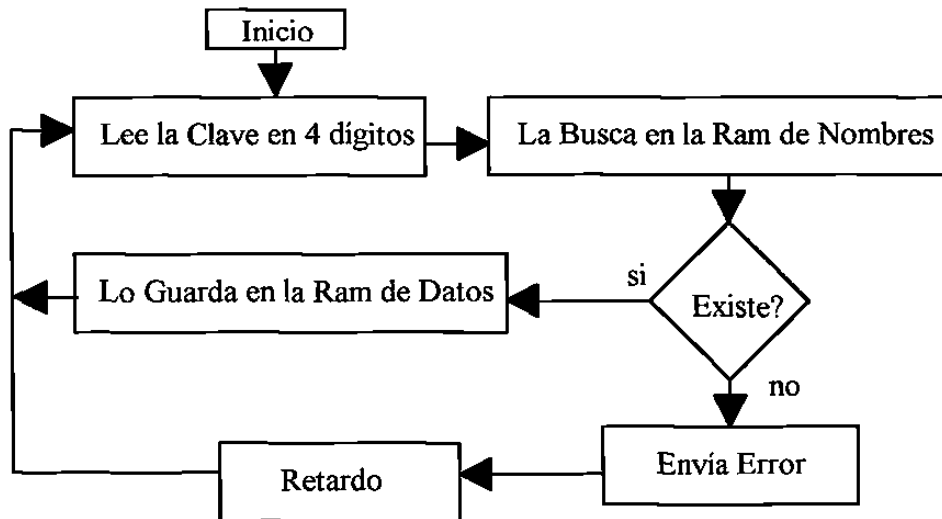 Inicio
Lee la Clave en 4 dígitos
La Busca en la Ram de Nombres
si
Lo Guarda en la Ram de Datos
Existe?
no
Envía Error
Retardo